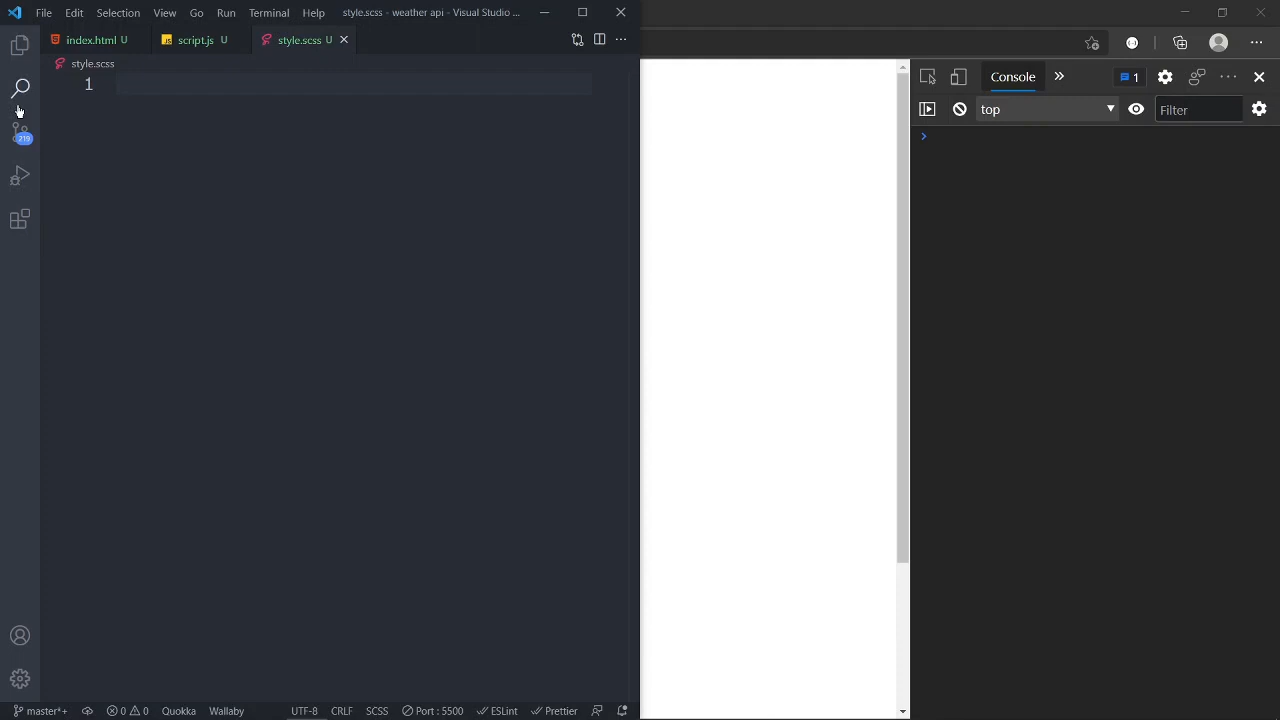 File Edit Selection View Go Run Terminal Help style.scss - weather api - Visual Studio ...
index.html U script.js U style.scss U
style.scss
1
219
master*+ 0 0 Quokka Wallaby UTF-8 CRLF SCSS Port : 5500 ESLint Prettier
Console 1
top Filter